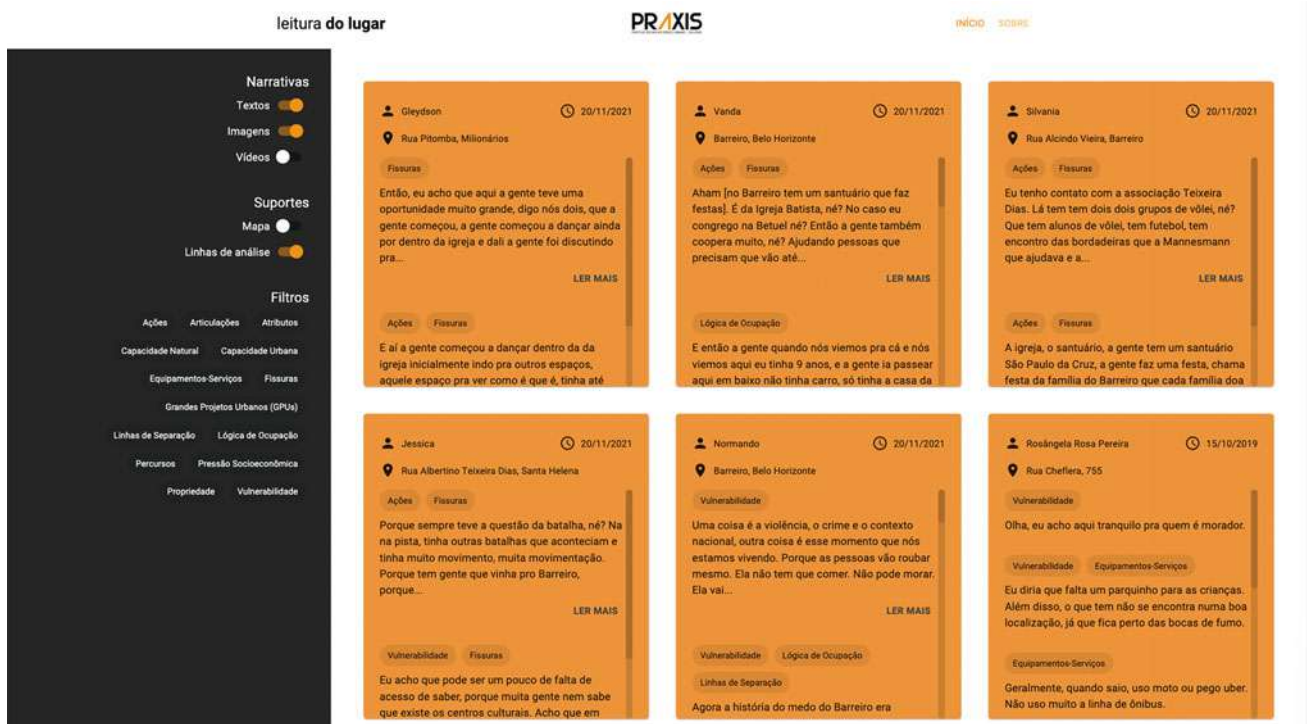 leitura do lugar
PRAXIS
INÍCIO SOBRE
Narrativas
Textos
Imagens
Vídeos
Suportes
Mapa
Linhas de análise
Filtros
Ações Articulações Atributos
Capacidade Natural Capacidade Urbana
Equipamentos-Serviços Fissuras
Grandes Projetos Urbanos (GPUs)
Linhas de Separação Lógica de Ocupação
Percursos Pressão Socioeconômica
Propriedade Vulnerabilidade
Gleydson 20/11/2021
Rua Pitomba, Milionários
Fissuras
Então, eu acho que aqui a gente teve uma
oportunidade muito grande, digo nós dois, que a
gente começou, a gente começou a dançar ainda
por dentro da igreja e dali a gente foi discutindo
pra...
LER MAIS
Ações Fissuras
E aí a gente começou a dançar dentro da da
igreja inicialmente indo pra outros espaços,
aquele espaço pra ver como é que é, tinha até
Vanda 20/11/2021
Barreiro, Belo Horizonte
Ações Fissuras
Aham [no Barreiro tem um santuário que faz
festas]. É da Igreja Batista, né? No caso eu
congrego na Betuel né? Então a gente também
coopera muito, né? Ajudando pessoas que
precisam que vão até...
LER MAIS
Lógica de Ocupação
E então a gente quando nós viemos pra cá e nós
viemos aqui eu tinha 9 anos, e a gente ia passear
aqui em baixo não tinha carro, só tinha a casa da
Silvania 20/11/2021
Rua Alcindo Vieira, Barreiro
Ações Fissuras
Eu tenho contato com a associação Teixeira
Dias. Lá tem tem dois dois grupos de vôlei, né?
Que tem alunos de vôlei, tem futebol, tem
encontro das bordadeiras que a Mannesmann
que ajudava e a...
LER MAIS
Ações Fissuras
A igreja, o santuário, a gente tem um santuário
São Paulo da Cruz, a gente faz uma festa, chama
festa da família do Barreiro que cada família doa
Jessica 20/11/2021
Rua Albertino Teixeira Dias, Santa Helena
Ações Fissuras
Porque sempre teve a questão da batalha, né? Na
na pista, tinha outras batalhas que aconteciam e
tinha muito movimento, muita movimentação.
Porque tem gente que vinha pro Barreiro,
porque...
LER MAIS
Vulnerabilidade Fissuras
Eu acho que pode ser um pouco de falta de
acesso de saber, porque muita gente nem sabe
que existe os centros culturais. Acho que em
Normando 20/11/2021
Barreiro, Belo Horizonte
Vulnerabilidade
Uma coisa é a violência, o crime e o contexto
nacional, outra coisa é esse momento que nós
estamos vivendo. Porque as pessoas vão roubar
mesmo. Ela não tem que comer. Não pode morar.
Ela vai...
LER MAIS
Vulnerabilidade Lógica de Ocupação
Linhas de Separação
Agora a história do medo do Barreiro era
Rosângela Rosa Pereira 15/10/2019
Rua Cheflera, 755
Vulnerabilidade
Olha, eu acho aqui tranquilo pra quem é morador.
Vulnerabilidade Equipamentos-Serviços
Eu diria que falta um parquinho para as crianças.
Além disso, o que tem não se encontra numa boa
localização, já que fica perto das bocas de fumo.
Equipamentos-Serviços
Geralmente, quando saio, uso moto ou pego uber.
Não uso muito a linha de ônibus.